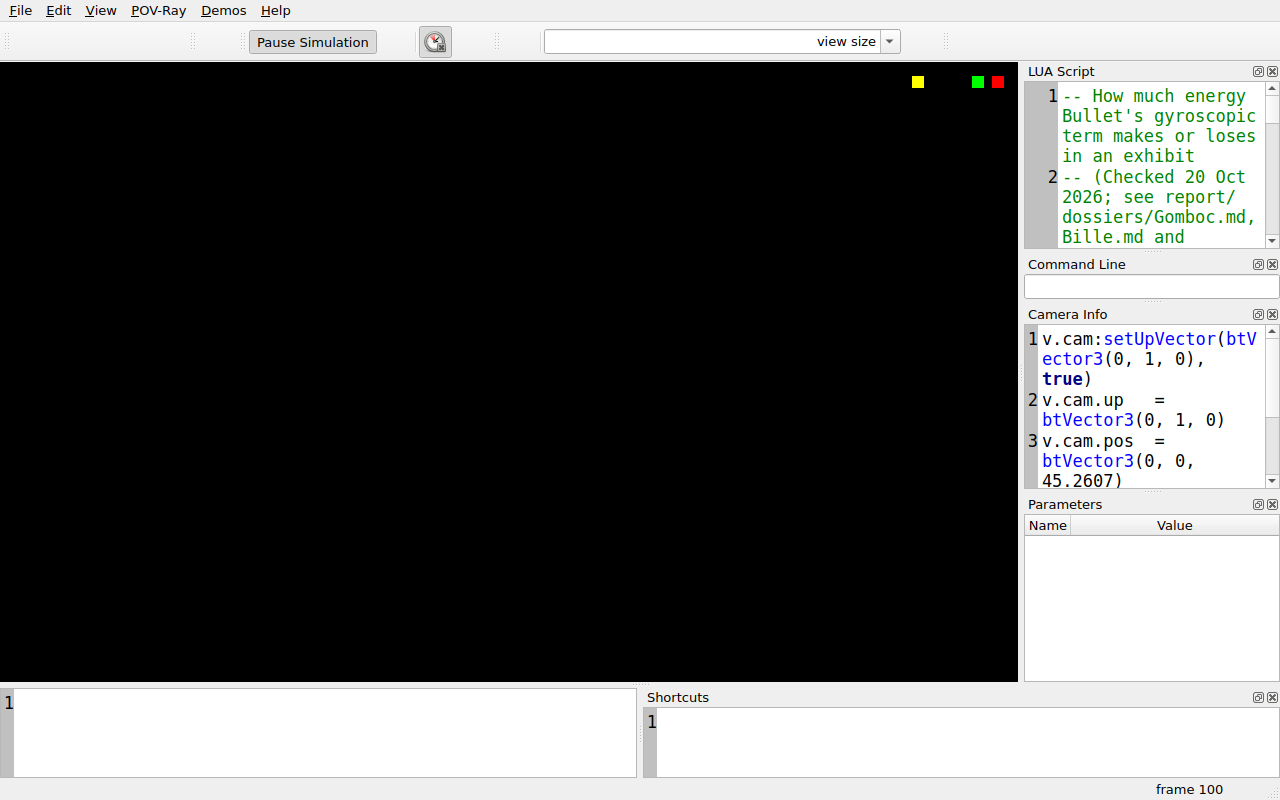 File Edit View POV-Ray Demos Help
Pause Simulation
view size
LUA Script
1 -- How much energy
Bullet's gyroscopic
term makes or loses
in an exhibit
2 -- (Checked 20 Oct
2026; see report/
dossiers/Gomboc.md,
Bille.md and
Command Line
Camera Info
1 v.cam:setUpVector(btV
ector3(0, 1, 0),
true)
2 v.cam.up   =
btVector3(0, 1, 0)
3 v.cam.pos  =
btVector3(0, 0,
45.2607)
Parameters
Name Value
1
Shortcuts
1
frame 100